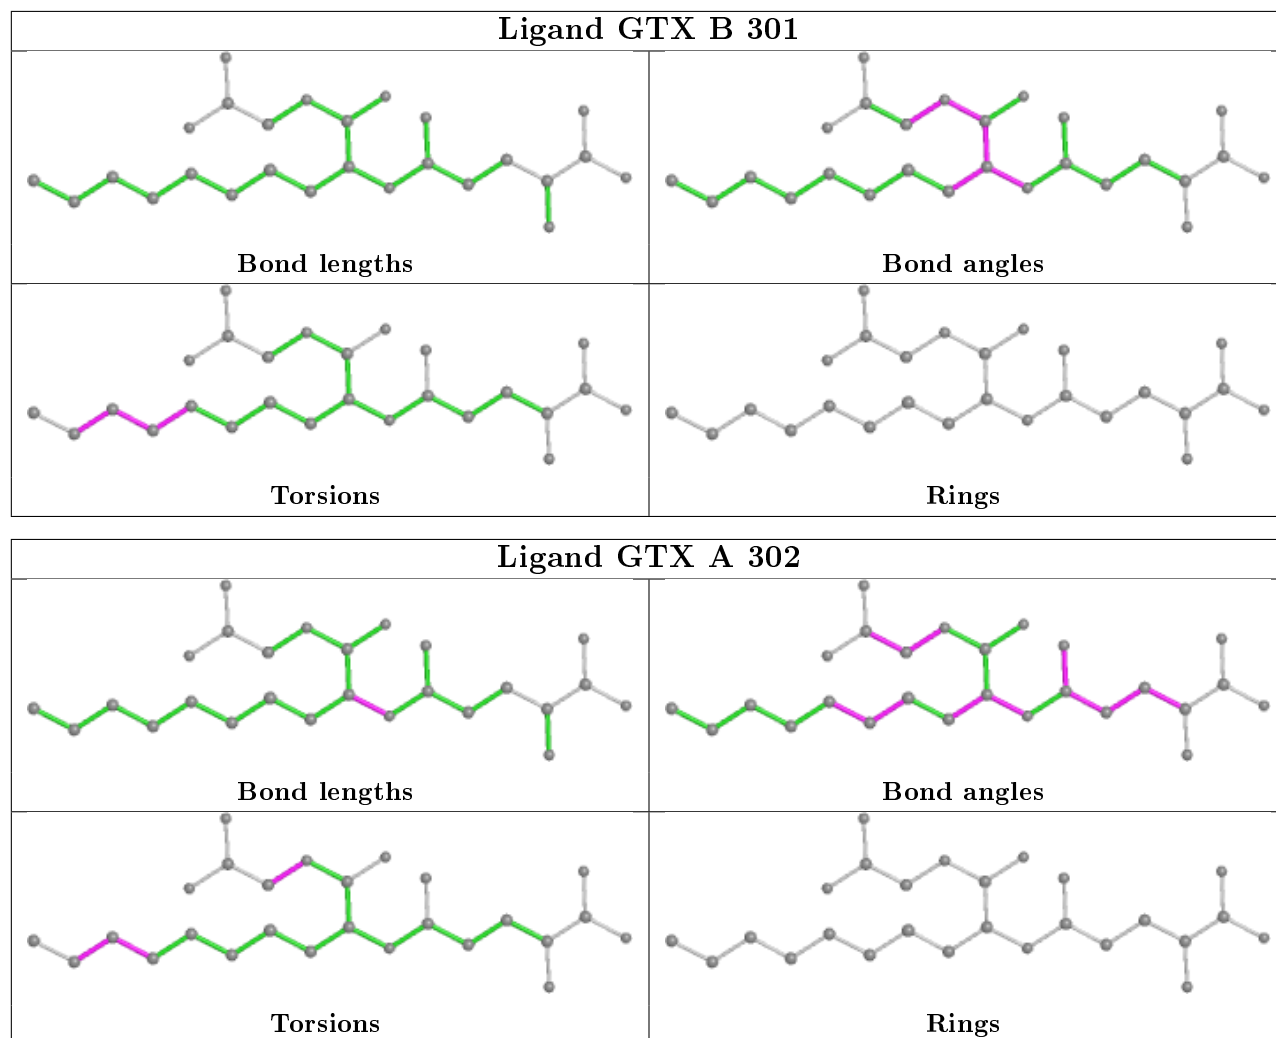 Ligand GTX B 301
Bond lengths
Bond angles
Torsions
Rings
Ligand GTX A 302
Bond lengths
Bond angles
Torsions
Rings